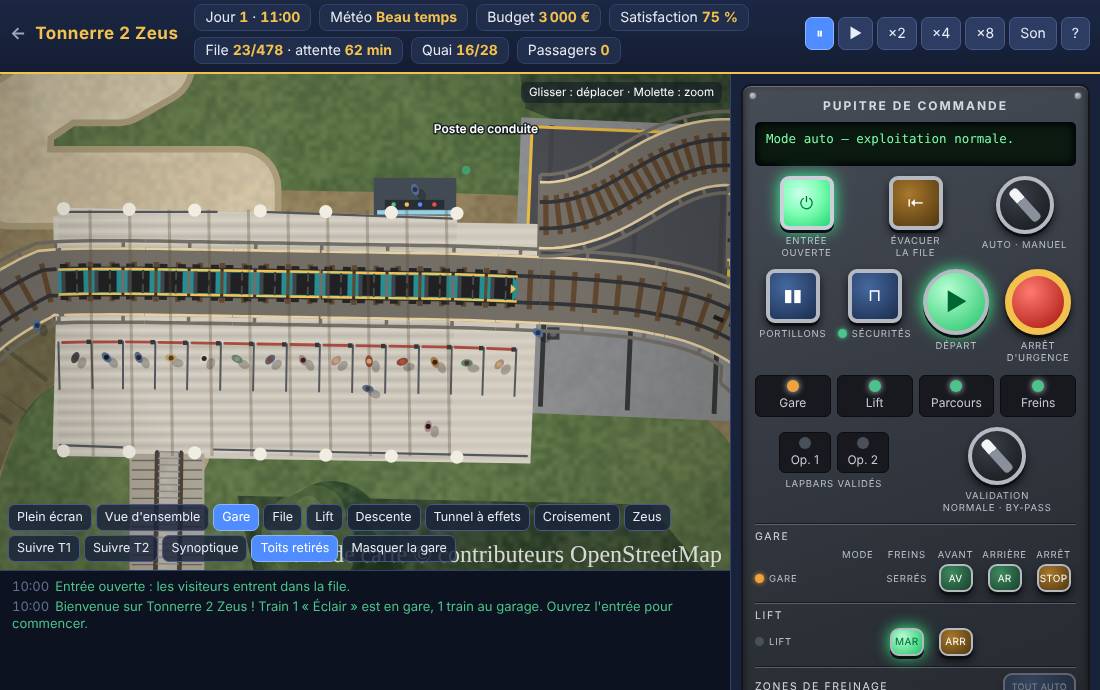 Tonnerre 2 Zeus
Jour 1 · 11:00
Météo Beau temps
Budget 3 000 €
Satisfaction 75 %
File 23/478 · attente 62 min
Quai 16/28
Passagers 0
×2
×4
×8
Son
?
Glisser : déplacer · Molette : zoom
Poste de conduite
Plein écran
Vue d'ensemble
Gare
File
Lift
Descente
Tunnel à effets
Croisement
Zeus
Suivre T1
Suivre T2
Synoptique
Toits retirés
Masquer la gare
contributeurs OpenStreetMap
10:00 Entrée ouverte : les visiteurs entrent dans la file.
10:00 Bienvenue sur Tonnerre 2 Zeus ! Train 1 « Éclair » est en gare, 1 train au garage. Ouvrez l'entrée pour
commencer.
PUPITRE DE COMMANDE
Mode auto — exploitation normale.
ENTRÉE
OUVERTE
ÉVACUER
LA FILE
AUTO · MANUEL
PORTILLONS
SÉCURITÉS
DÉPART
ARRÊT
D'URGENCE
Gare
Lift
Parcours
Freins
Op. 1
Op. 2
LAPBARS VALIDÉS
VALIDATION
NORMALE · BY-PASS
GARE
MODE
FREINS
AVANT
ARRIÈRE
ARRÊT
GARE
SERRÉS
AV
AR
STOP
LIFT
LIFT
MAR
ARR
ZONES DE FREINAGE
TOUT AUTO